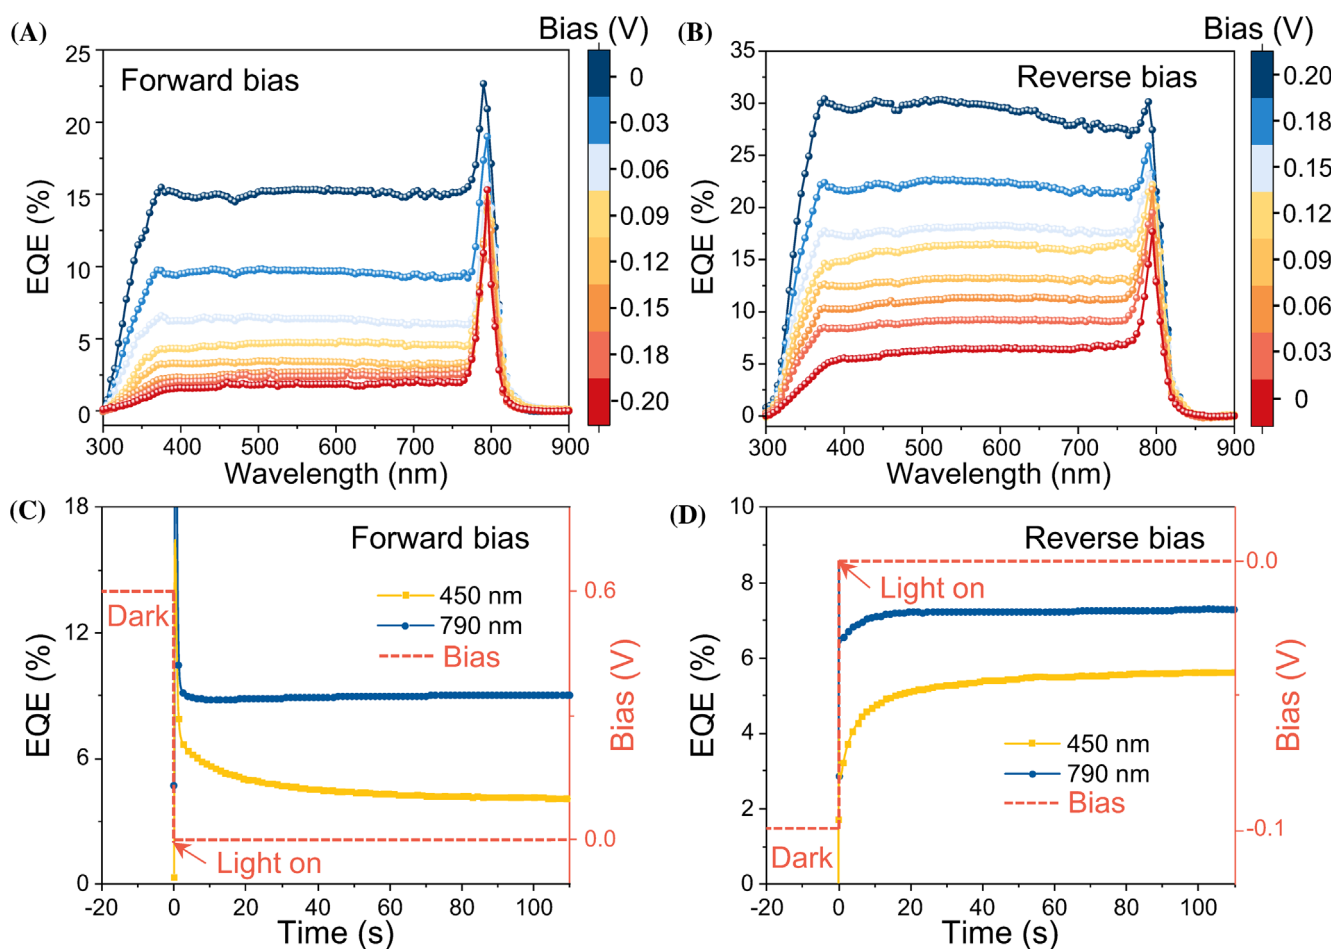 (A)
Bias (V)
Forward bias
EQE (%)
25
20
15
10
5
0
300 400 500 600 700 800 900
Wavelength (nm)
0
0.03
0.06
0.09
0.12
0.15
0.18
0.20
(B)
Bias (V)
Reverse bias
EQE (%)
35
30
25
20
15
10
5
0
300 400 500 600 700 800 900
Wavelength (nm)
0.20
0.18
0.15
0.12
0.09
0.06
0.03
0
(C)
Forward bias
450 nm
790 nm
Bias
Dark
Light on
EQE (%)
18
12
6
0
-20 0 20 40 60 80 100
Time (s)
0.6
0.0
Bias (V)
(D)
Reverse bias
Light on
450 nm
790 nm
Bias
Dark
EQE (%)
10
8
6
4
2
0
-20 0 20 40 60 80 100
Time (s)
0.0
-0.1
Bias (V)